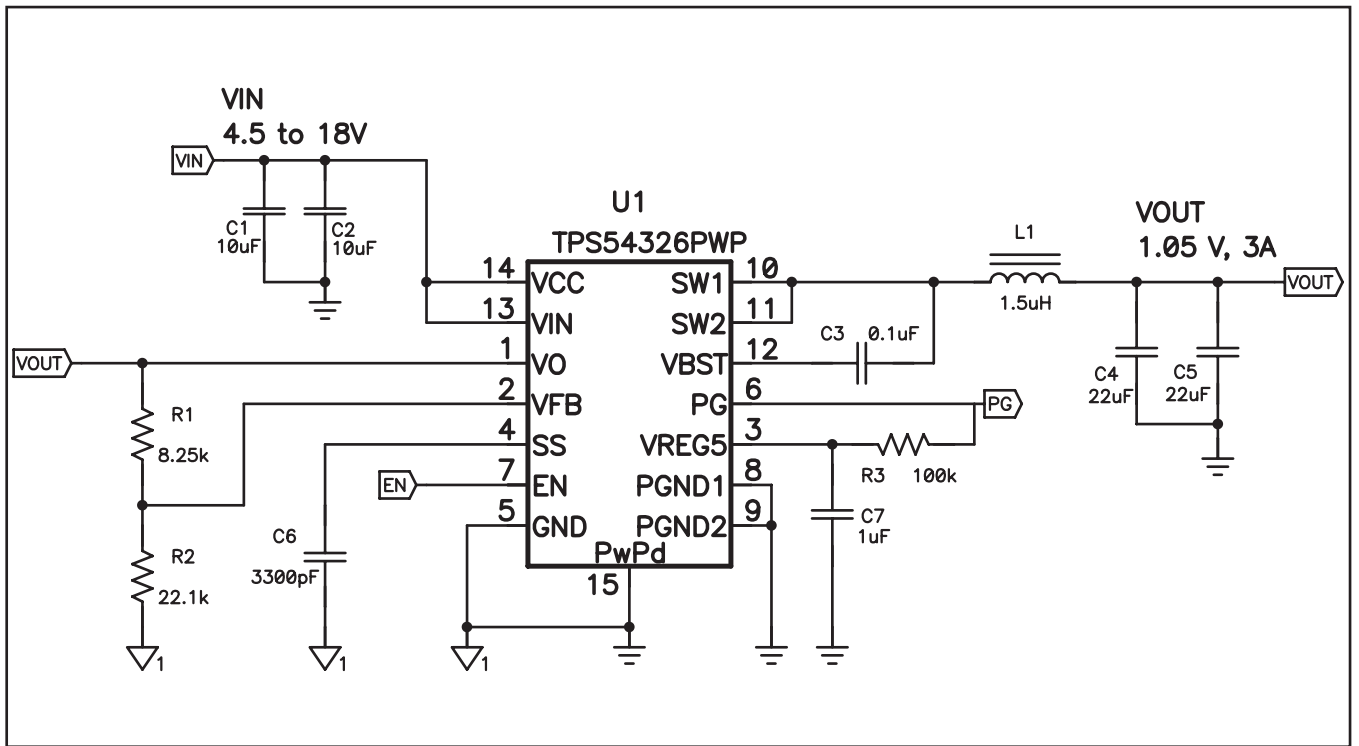 VIN
4.5 to 18V
VIN
C1
10uF
C2
10uF
U1
TPS54326PWP
14
VCC
13
VIN
1
VO
2
VFB
4
SS
7
EN
5
GND
SW1
10
SW2
11
VBST
12
PG
6
VREG5
3
PGND1
8
PGND2
9
PwPd
15
L1
1.5uH
VOUT
1.05 V, 3A
VOUT
C3
0.1uF
C4
22uF
C5
22uF
PG
R3
100k
C7
1uF
VOUT
R1
8.25k
R2
22.1k
EN
C6
3300pF
1
1
1